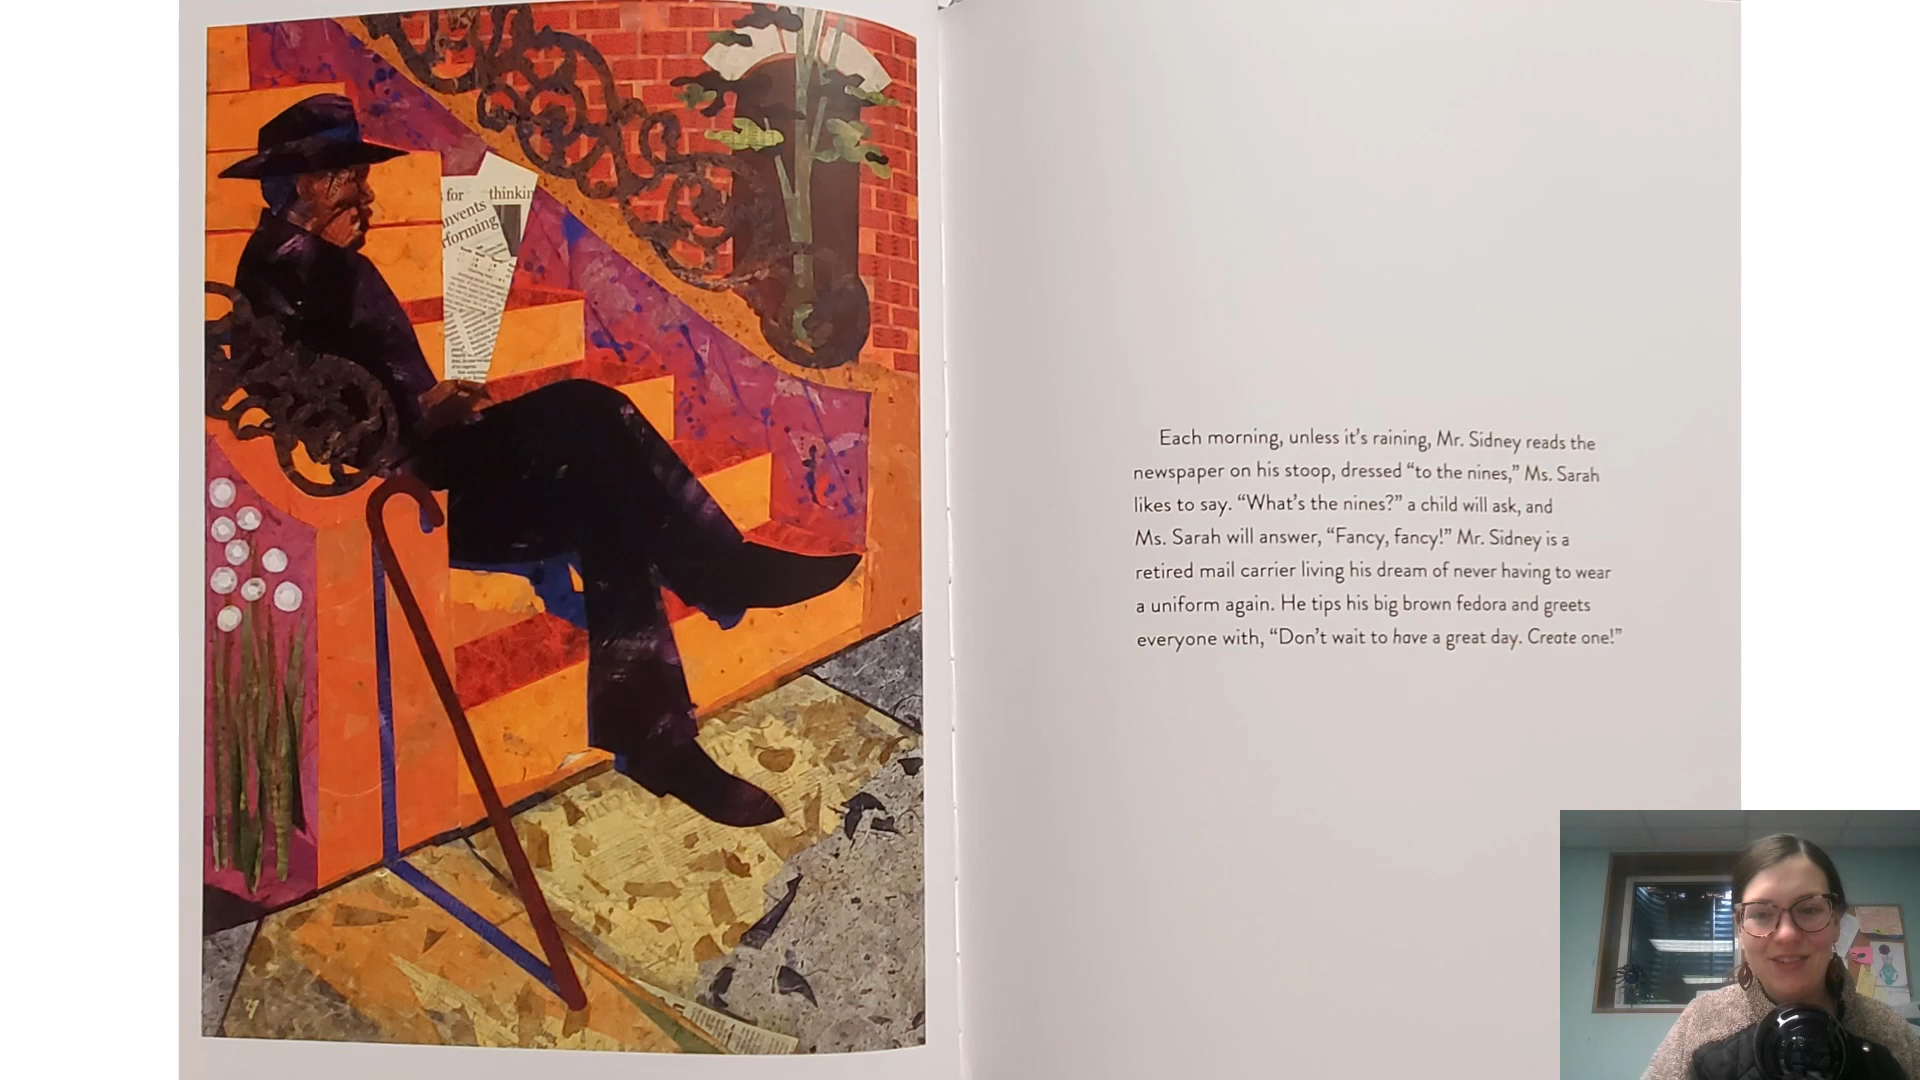 for thinkin
nvents
rforming
Each morning, unless it's raining, Mr. Sidney reads the
newspaper on his stoop, dressed “to the nines,” Ms. Sarah
likes to say. “What's the nines?” a child will ask, and
Ms. Sarah will answer, “Fancy, fancy!” Mr. Sidney is a
retired mail carrier living his dream of never having to wear
a uniform again. He tips his big brown fedora and greets
everyone with, “Don't wait to have a great day. Create one!”